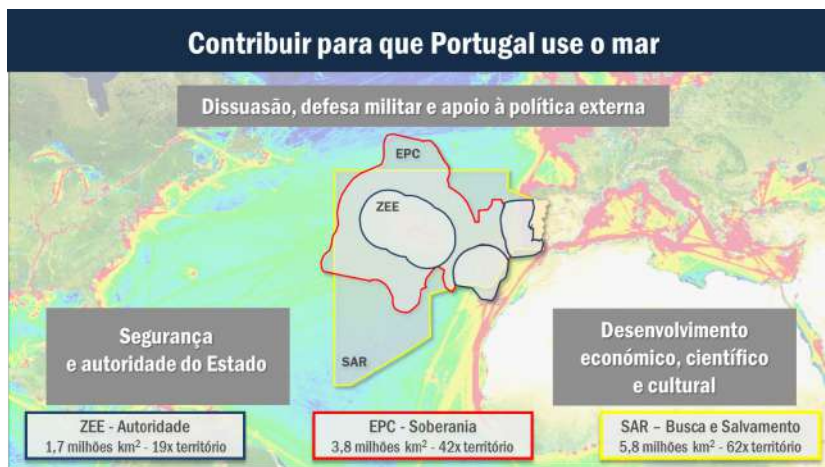 Contribuir para que Portugal use o mar
Dissuasão, defesa militar e apoio à política externa
EPC
ZEE
SAR
Segurança
e autoridade do Estado
Desenvolvimento
económico, científico
e cultural
ZEE - Autoridade
1,7 milhões km² - 19x território
EPC - Soberania
3,8 milhões km² - 42x território
SAR – Busca e Salvamento
5,8 milhões km² - 62x território